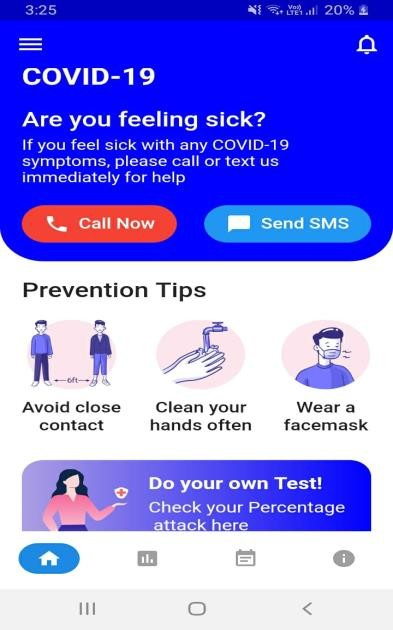 3:25
Vo))
LTE1
20%
COVID-19
Are you feeling sick?
If you feel sick with any COVID-19
symptoms, please call or text us
immediately for help
Call Now
Send SMS
Prevention Tips
6ft
Avoid close
contact
Clean your
hands often
Wear a
facemask
Do your own Test!
Check your Percentage
attack here